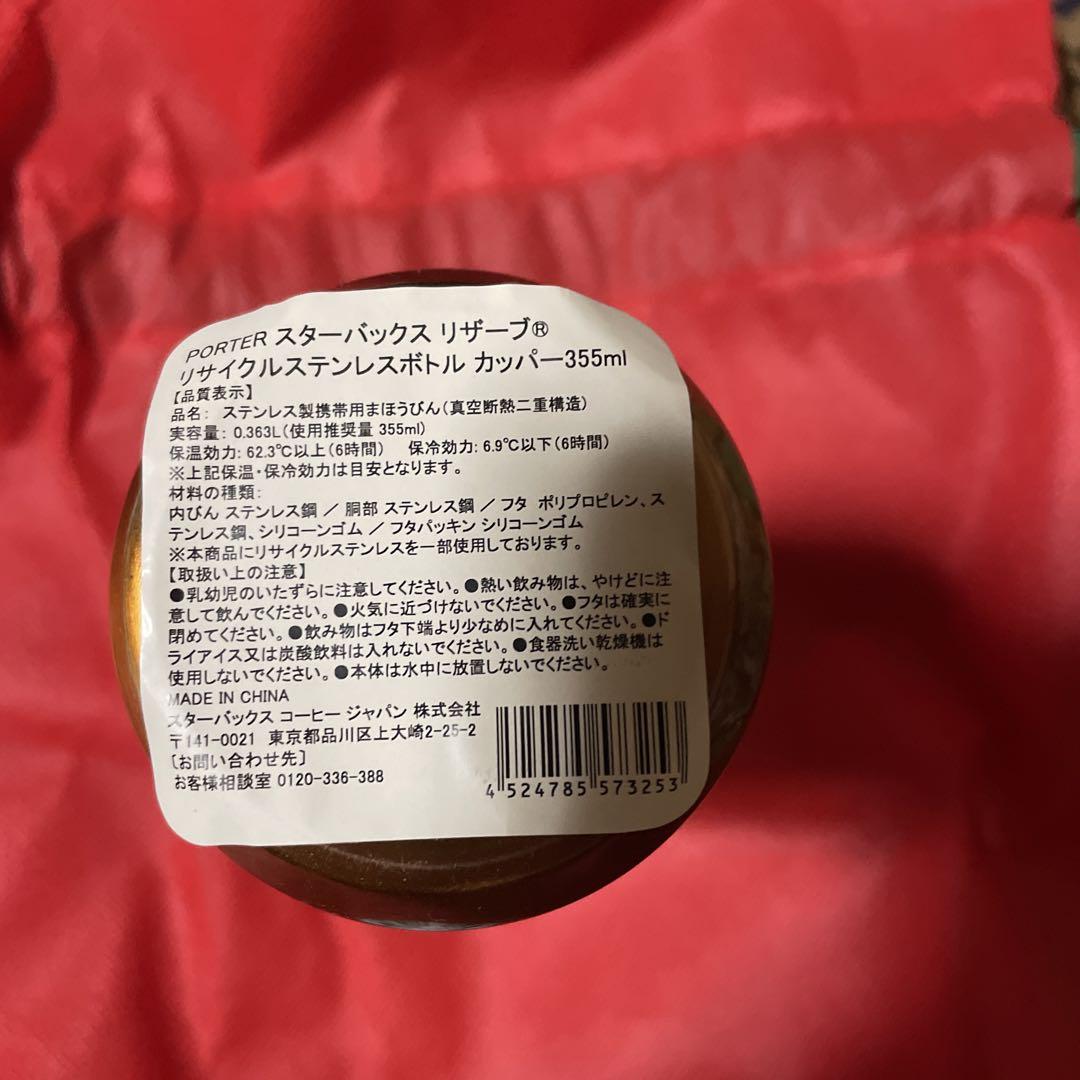 PORTER スターバックス リザーブ®
リサイクルステンレスボトル カッパー355ml
【品質表示】
品名： ステンレス製携帯用まほうびん（真空断熱二重構造）
実容量：0.363L（使用推奨量 355ml）
保温効力：62.3℃以上（6時間） 保冷効力：6.9℃以下（6時間）
※上記保温・保冷効力は目安となります。
材料の種類：
内びん ステンレス鋼 ／ 胴部 ステンレス鋼 ／ フタ ポリプロピレン、ス
テンレス鋼、シリコーンゴム ／ フタパッキン シリコーンゴム
※本商品にリサイクルステンレスを一部使用しております。
【取扱い上の注意】
●乳幼児のいたずらに注意してください。●熱い飲み物は、やけどに注
意して飲んでください。●火気に近づけないでください。●フタは確実に
閉めてください。●飲み物はフタ下端より少なめに入れてください。●ド
ライアイス又は炭酸飲料は入れないでください。●食器洗い乾燥機は
使用しないでください。●本体は水中に放置しないでください。
MADE IN CHINA
スターバックス コーヒー ジャパン 株式会社
〒141-0021 東京都品川区上大崎2-25-2
［お問い合わせ先］
お客様相談室 0120-336-388
4 524785 573253